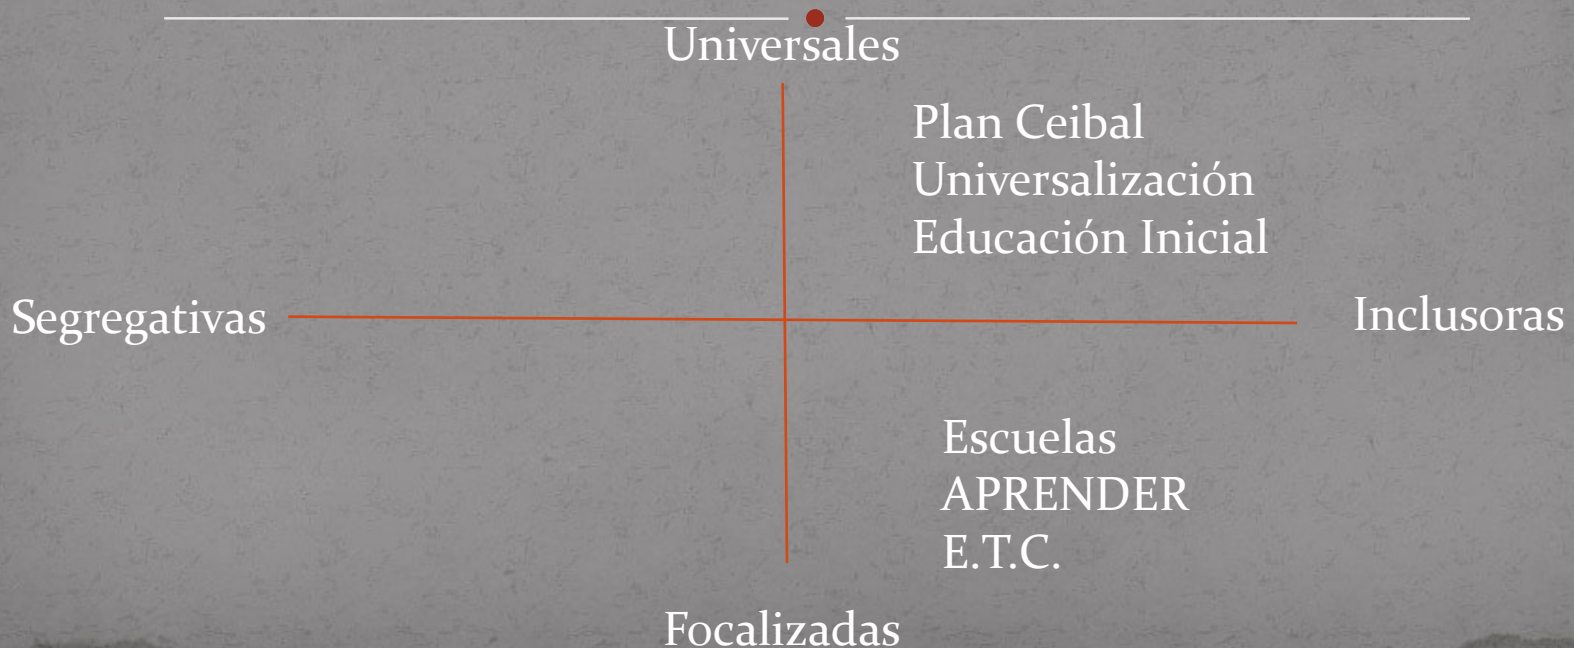 Universales
Plan Ceibal
Universalización
Educación Inicial
Segregativas
Inclusoras
Escuelas
APRENDER
E.T.C.
Focalizadas